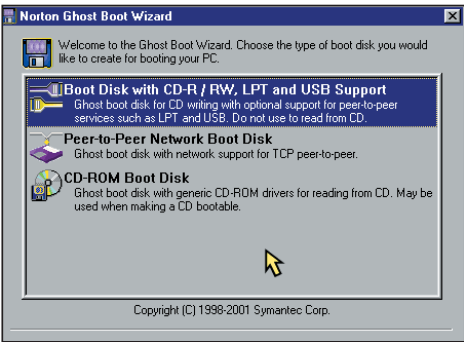 Norton Ghost Boot Wizard
Welcome to the Ghost Boot Wizard. Choose the type of boot disk you would
like to create for booting your PC.
Boot Disk with CD-R / RW, LPT and USB Support
Ghost boot disk for CD writing with optional support for peer-to-peer
services such as LPT and USB. Do not use to read from CD.
Peer-to-Peer Network Boot Disk
Ghost boot disk with network support for TCP peer-to-peer.
CD-ROM Boot Disk
Ghost boot disk with generic CD-ROM drivers for reading from CD. May be
used when making a CD bootable.
Copyright (C) 1998-2001 Symantec Corp.